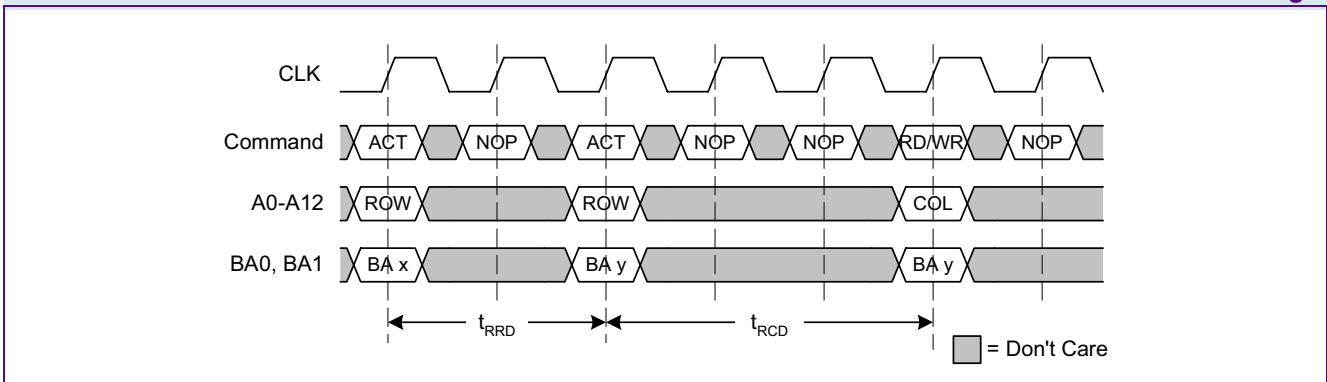 CLK
Command ACT NOP ACT NOP NOP RD/WR NOP
A0-A12 ROW ROW COL
BA0, BA1 BA x BA y BA y
tRRD tRCD
= Don't Care